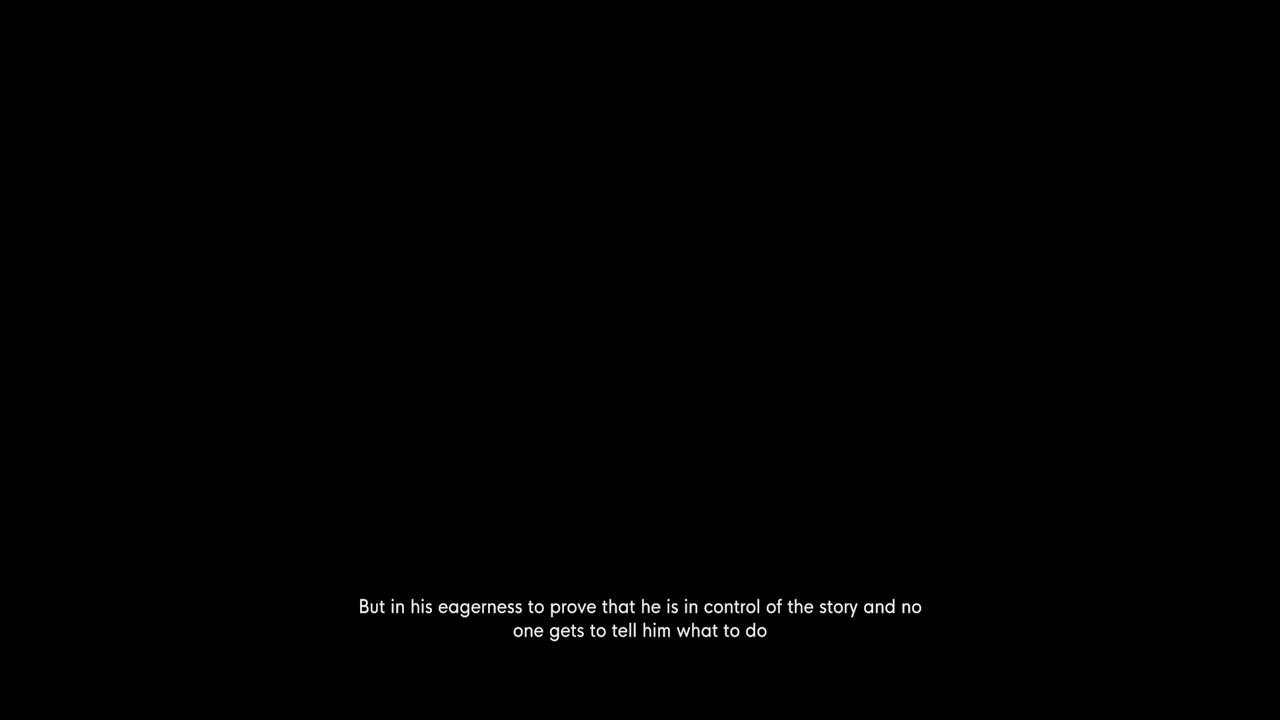 But in his eagerness to prove that he is in control of the story and no
one gets to tell him what to do